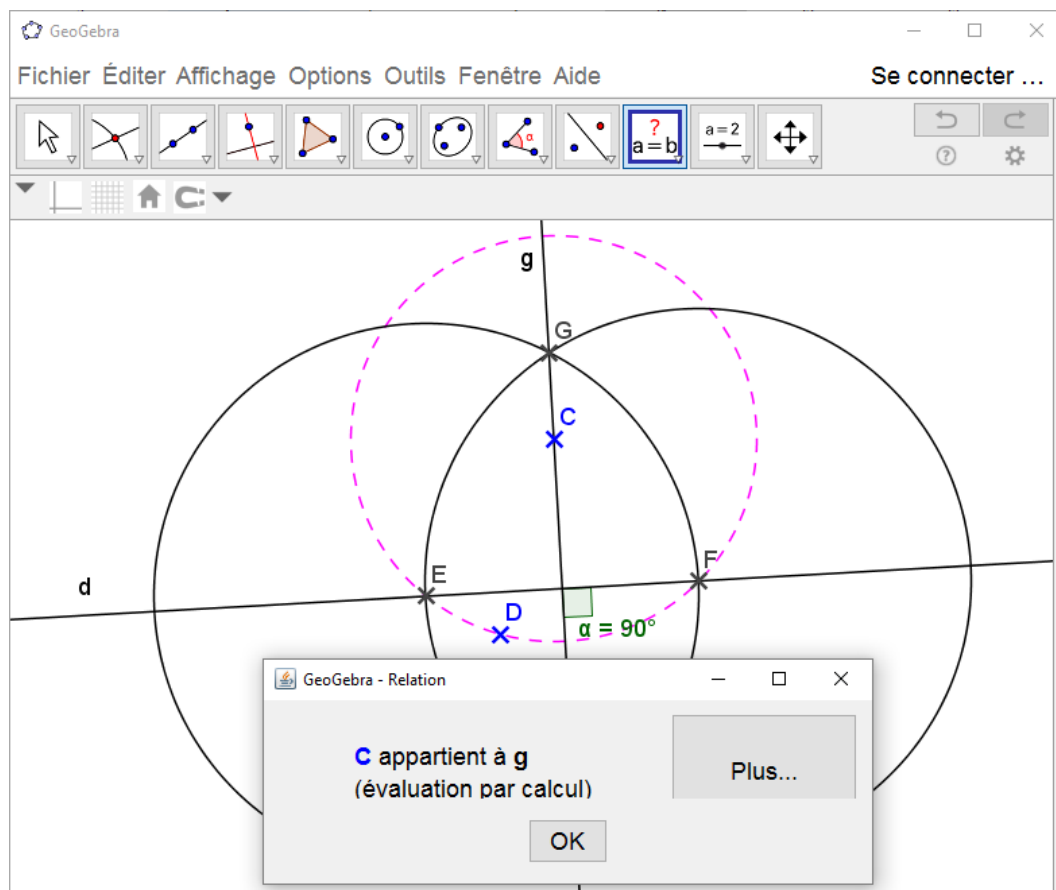 GeoGebra
Fichier Éditer Affichage Options Outils Fenêtre Aide Se connecter ...
α ? a = b a = 2
?
g
G
C
F
E
d
D
α = 90°
GeoGebra - Relation
C appartient à g
(évaluation par calcul)
Plus...
OK